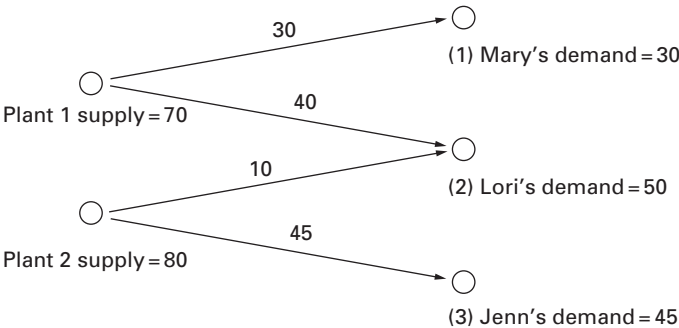 30
(1) Mary's demand = 30
Plant 1 supply = 70
40
10
(2) Lori's demand = 50
Plant 2 supply = 80
45
(3) Jenn's demand = 45